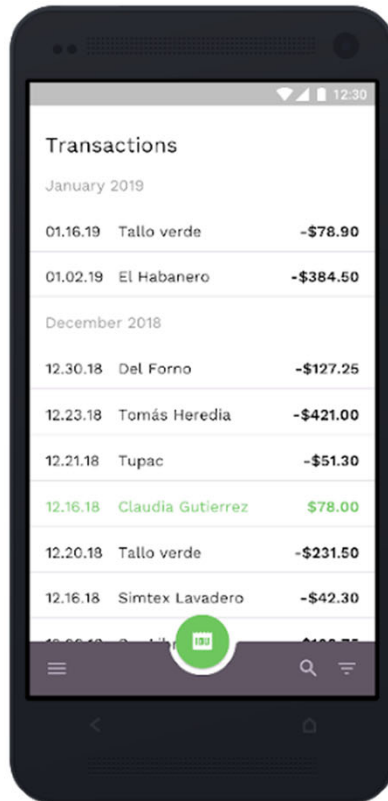 12:30
Transactions
January 2019
01.16.19 Tallo verde -$78.90
01.02.19 El Habanero -$384.50
December 2018
12.30.18 Del Forno -$127.25
12.23.18 Tomás Heredia -$421.00
12.21.18 Tupac -$51.30
12.16.18 Claudia Gutierrez $78.00
12.20.18 Tallo verde -$231.50
12.16.18 Simtex Lavadero -$42.30